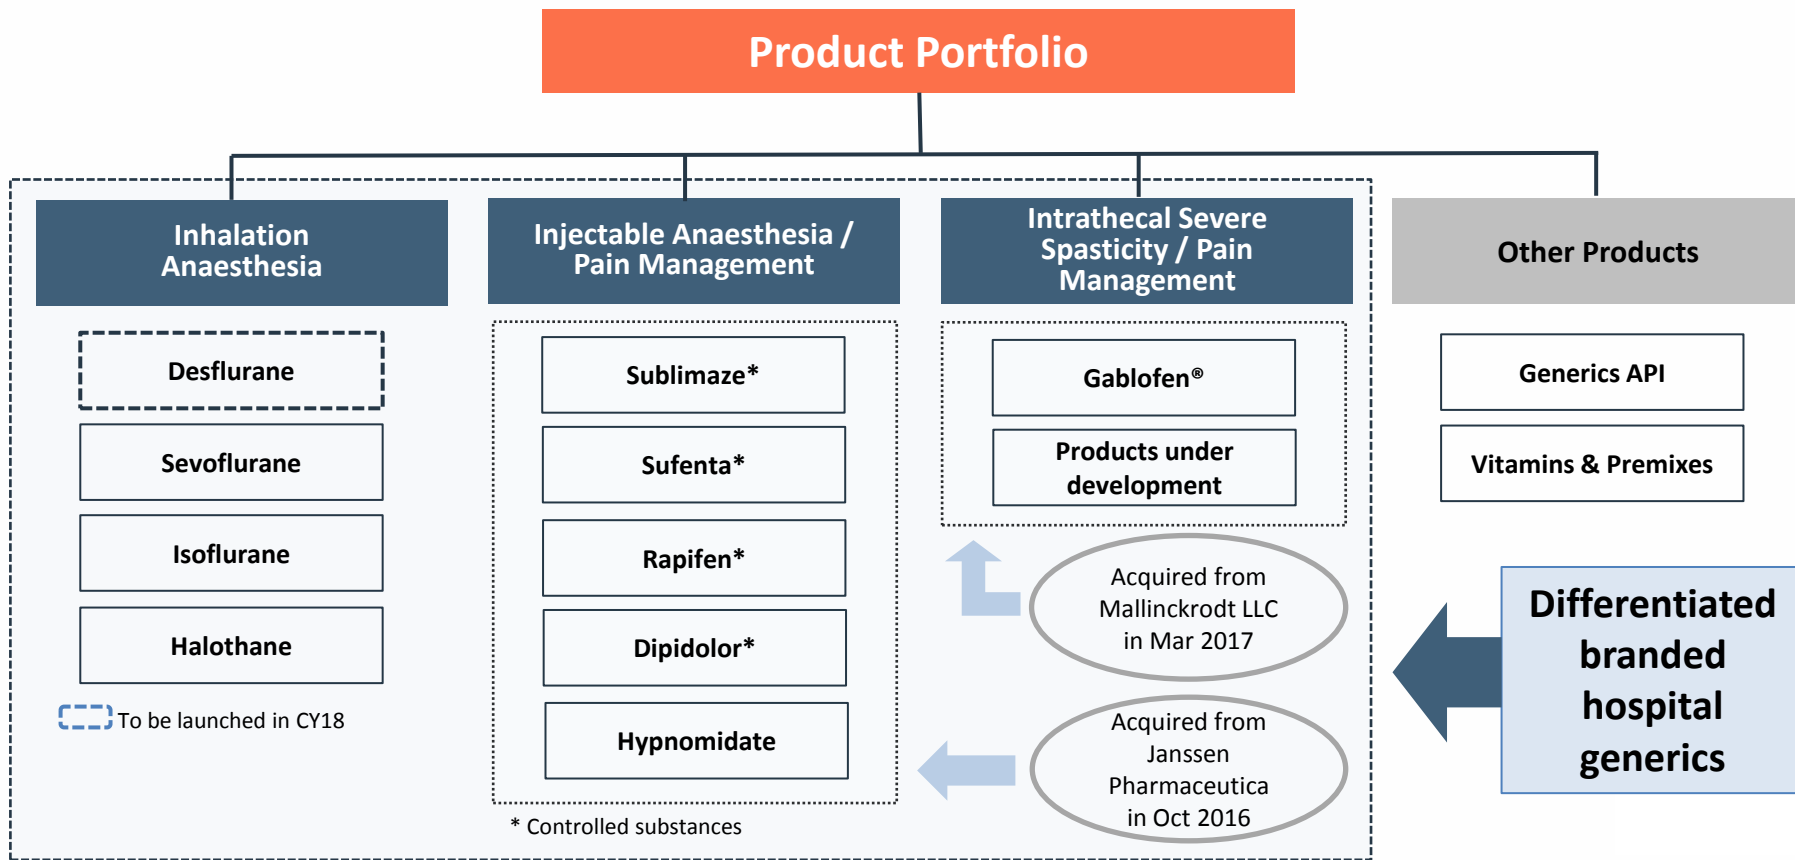 Product Portfolio
Inhalation
Anaesthesia
Desflurane
Sevoflurane
Isoflurane
Halothane
To be launched in CY18
Injectable Anaesthesia /
Pain Management
Sublimaze*
Sufenta*
Rapifen*
Dipidolor*
Hypnomidate
* Controlled substances
Intrathecal Severe
Spasticity / Pain
Management
Gablofen®
Products under
development
Acquired from
Mallinckrodt LLC
in Mar 2017
Acquired from
Janssen
Pharmaceutica
in Oct 2016
Other Products
Generics API
Vitamins & Premixes
Differentiated
branded
hospital
generics